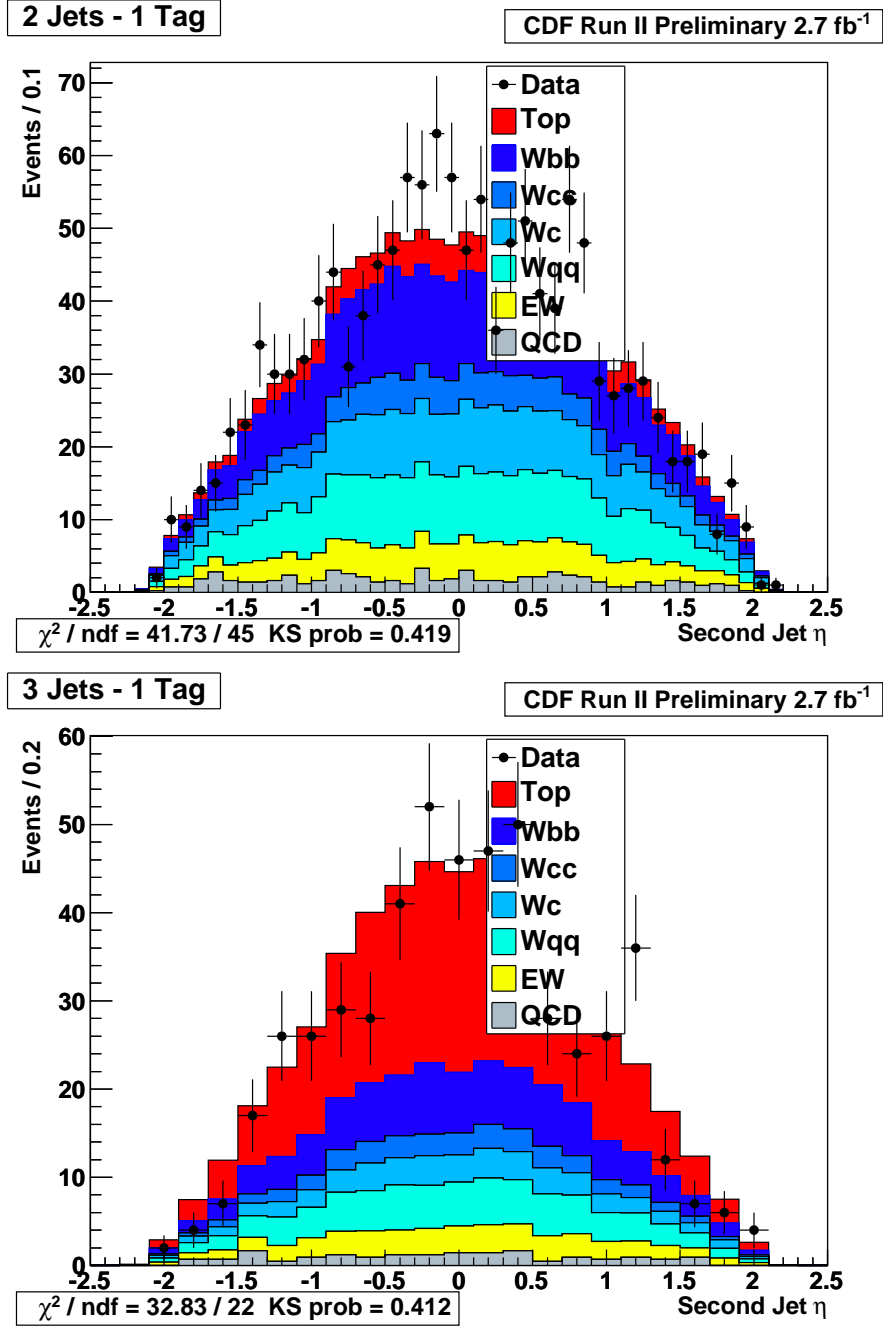 2 Jets - 1 Tag
CDF Run II Preliminary 2.7 fb⁻¹
Events / 0.1
70
60
50
40
30
20
10
0
Data
Top
Wbb
Wcc
Wc
Wqq
EW
QCD
-2.5 -2 -1.5 -1 -0.5 0 0.5 1 1.5 2 2.5
χ² / ndf = 41.73 / 45 KS prob = 0.419
Second Jet η
3 Jets - 1 Tag
CDF Run II Preliminary 2.7 fb⁻¹
Events / 0.2
60
50
40
30
20
10
0
Data
Top
Wbb
Wcc
Wc
Wqq
EW
QCD
-2.5 -2 -1.5 -1 -0.5 0 0.5 1 1.5 2 2.5
χ² / ndf = 32.83 / 22 KS prob = 0.412
Second Jet η